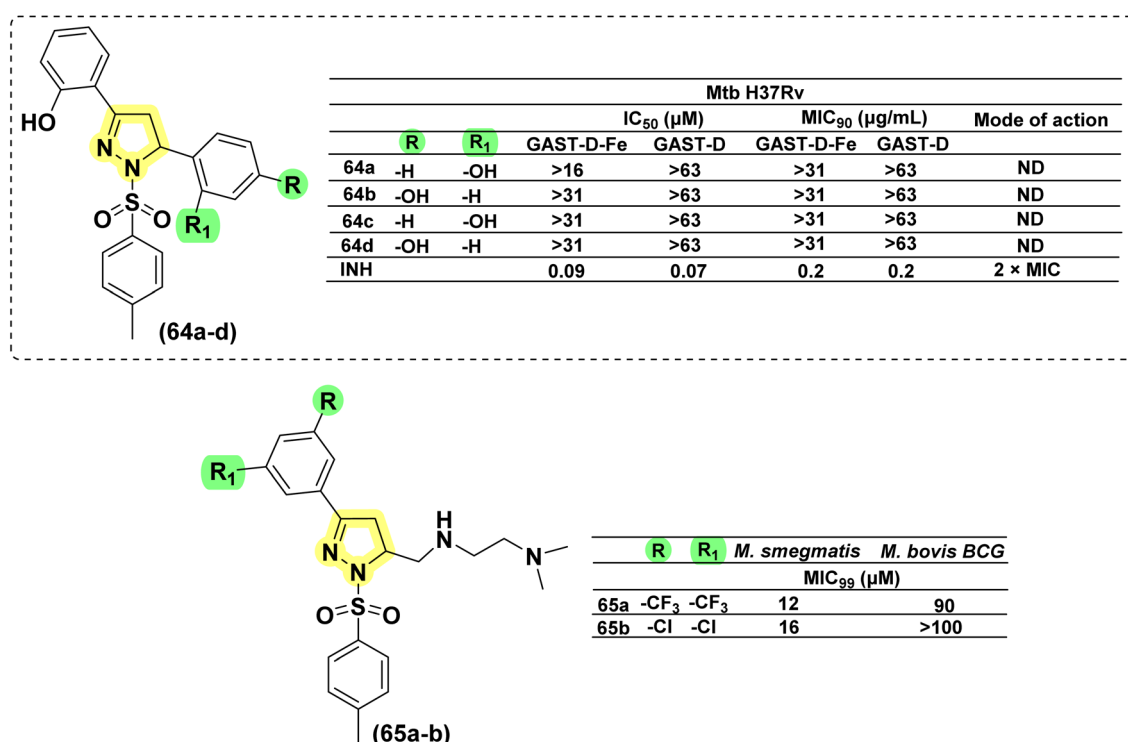 HO
N
N
O
S
O
R
R₁
(64a-d)
Mtb H37Rv
IC₅₀ (µM) MIC₉₀ (µg/mL) Mode of action
R R₁ GAST-D-Fe GAST-D GAST-D-Fe GAST-D
64a -H -OH >16 >63 >31 >63 ND
64b -OH -H >31 >63 >31 >63 ND
64c -H -OH >31 >63 >31 >63 ND
64d -OH -H >31 >63 >31 >63 ND
INH 0.09 0.07 0.2 0.2 2 × MIC
R
R₁
H
N
N
N
N
O
S
O
(65a-b)
R R₁ M. smegmatis M. bovis BCG
MIC₉₉ (µM)
65a -CF₃ -CF₃ 12 90
65b -Cl -Cl 16 >100